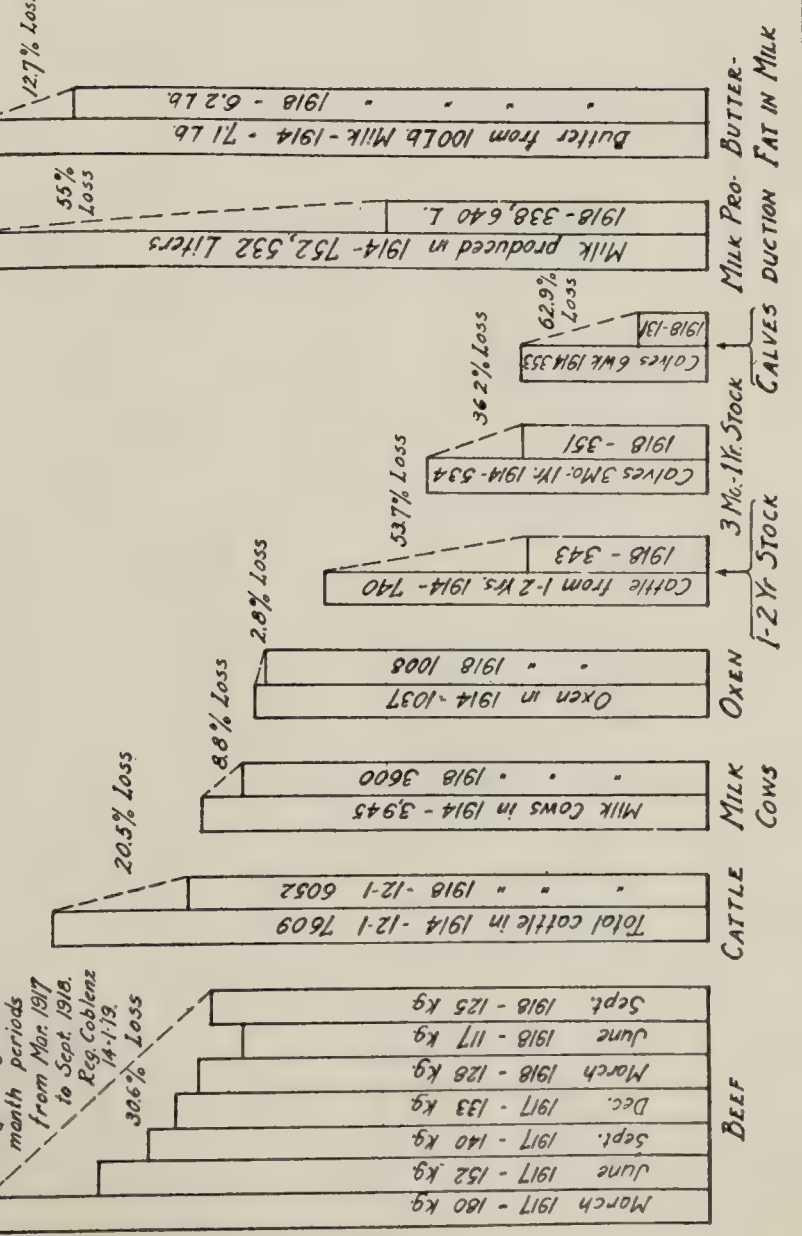 month periods
from Mar. 1917
to Sept. 1918.
Reg. Coblenz
14-1-19.
30.6% Loss
March 1917 - 180 kg.
June 1917 - 152 kg.
Sept. 1917 - 140 kg
Dec. 1917 - 133 kg
March 1918 - 128 kg
June 1918 - 117 kg
Sept. 1918 - 125 kg
BEEF
20.5% Loss
Total cattle in 1914 -12-1 7609
" " " 1918 -12-1 6052
CATTLE
8.8% Loss
Milk Cows in 1914 - 3,945
" " " 1918 3600
MILK
COWS
2.8% Loss
Oxen in 1914 -1037
" " 1918 1008
OXEN
53.7% Loss
Cattle from 1-2 Yrs. 1914 - 740
1918 - 343
1-2 Yr STOCK
36.2% Loss
Calves 3Mo.-1Yr. 1914 - 534
1918 - 351
3 Mo.-1Yr. STOCK
62.9%
Loss
Calves 6 Wk 1914 353
1918-131
CALVES
55%
Loss
Milk produced in 1914 - 752,532 Liters
1918 - 338,640 L.
MILK PRO-
DUCTION
12.7% Loss
Butter from 100 Lb. Milk - 1914 - 7.1 Lb.
" " " " 1918 - 6.2 Lb.
BUTTER-
FAT IN MILK